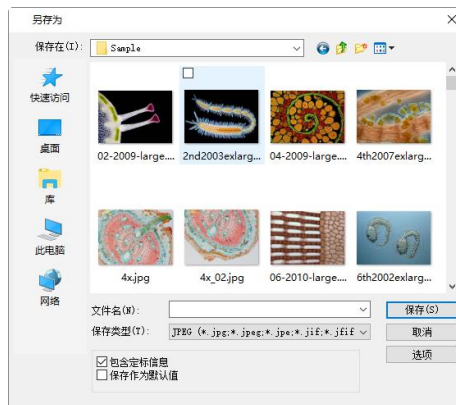 另存为
保存在(I):
Sample
快速访问
桌面
库
此电脑
网络
02-2009-large....
2nd2003exlarg...
04-2009-large....
4th2007exlarg...
4x.jpg
4x_02.jpg
06-2010-large....
6th2002exlarg...
文件名(N):
保存(S)
保存类型(T):
JPEG (*.jpg;*.jpeg;*.jpe;*.jif;*.jfif
取消
选项
包含定标信息
保存作为默认值